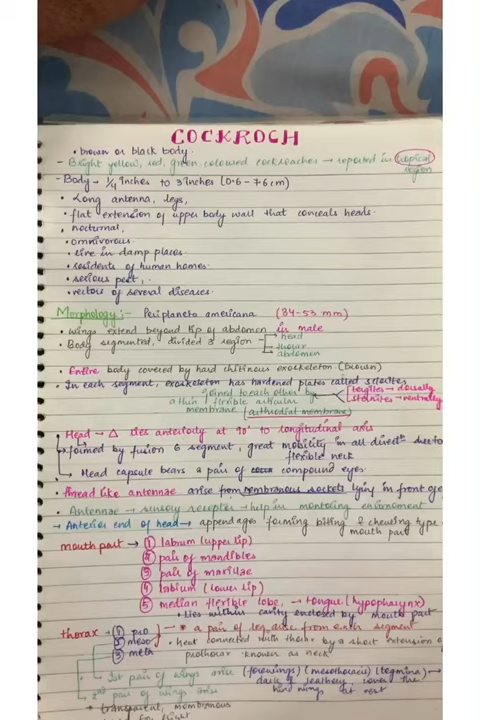 COCKROCH
• brown or black body.
- Bright yellow, red, green coloured cockroaches → reported in tropical region
- Body → 1/4 inches to 3 inches (0.6 - 7.6 cm)
• Long antenna, legs,
• flat extension of upper body wall that conceals heads.
• nocturnal,
• omnivorous
• live in damp places.
• residents of human homes.
• serious pest,
• vectors of several diseases.
Morphology :- Periplaneta americana (34-53 mm)
• wings extend beyond tip of abdomen in male
• Body segmented, divided 3 region - head
thorax
abdomen
• Entire body covered by hard chitinous exoskeleton (brown)
• In each segment, exoskeleton has hardened plates called sclerites
joined to each other by
a thin & flexible articular
membrane (arthrodial membrane)
tergites → dorsally
sternites → ventrally
Head → △ lies anteriorly at 90° to longitudinal axis
formed by fusion 6 segment, great mobility in all direct due to
flexible neck
Head capsule bears a pair of compound eyes.
• thread like antennae arise from membranous sockets lying in front of
• Antennae → sensory receptor → help in
→ Anterior end of head → appendages forming biting & chewing type
mouth part
mouth part → ① labrum (upper lip)
② pair of mandibles
③ pair of maxillae
④ labium (lower lip)
⑤ median flexible lobe, → tongue (hypopharynx)
• lies within cavity enclosed by mouth part
thorax → ① pro
② meso
③ meta
→ • a pair of leg arise from each segment
• head connected with thorax by a short extension of
prothorax known as neck
1st pair of wings arise (forewings) (mesothoracic) (tegmina) →
dark & leathery, cover the
hind wings at rest
2nd pair of wings arise
→ transparent, membranous
for flight